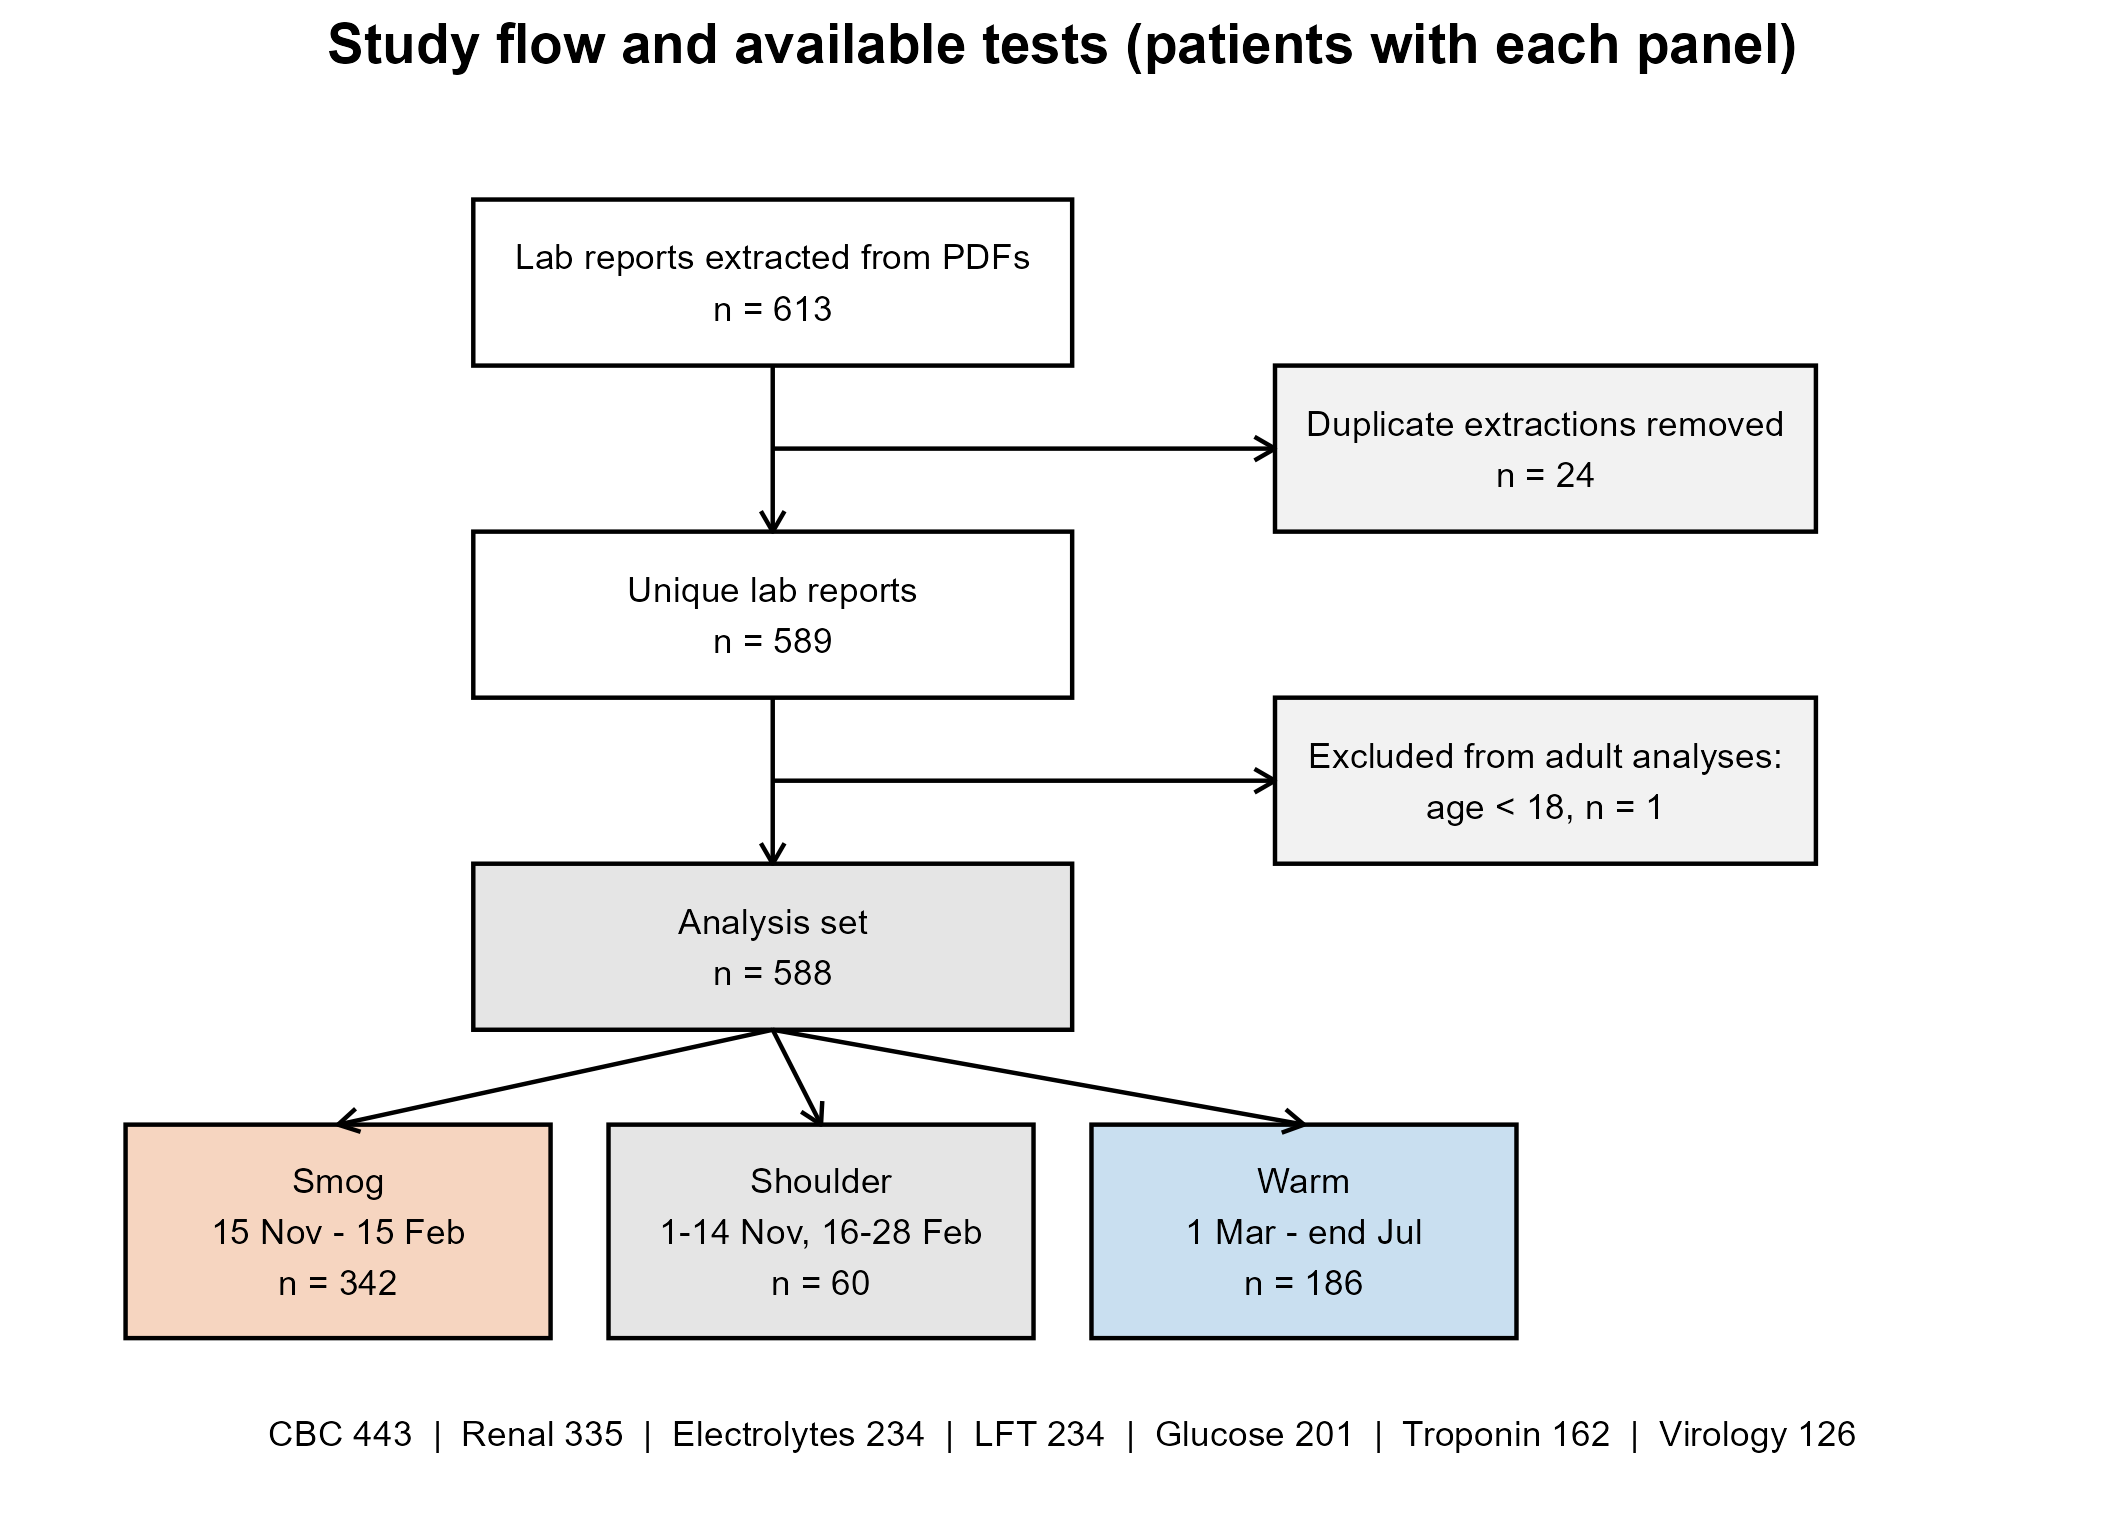 Study flow and available tests (patients with each panel)
Lab reports extracted from PDFs
n = 613
Duplicate extractions removed
n = 24
Unique lab reports
n = 589
Excluded from adult analyses:
age < 18, n = 1
Analysis set
n = 588
Smog
15 Nov - 15 Feb
n = 342
Shoulder
1-14 Nov, 16-28 Feb
n = 60
Warm
1 Mar - end Jul
n = 186
CBC 443 | Renal 335 | Electrolytes 234 | LFT 234 | Glucose 201 | Troponin 162 | Virology 126